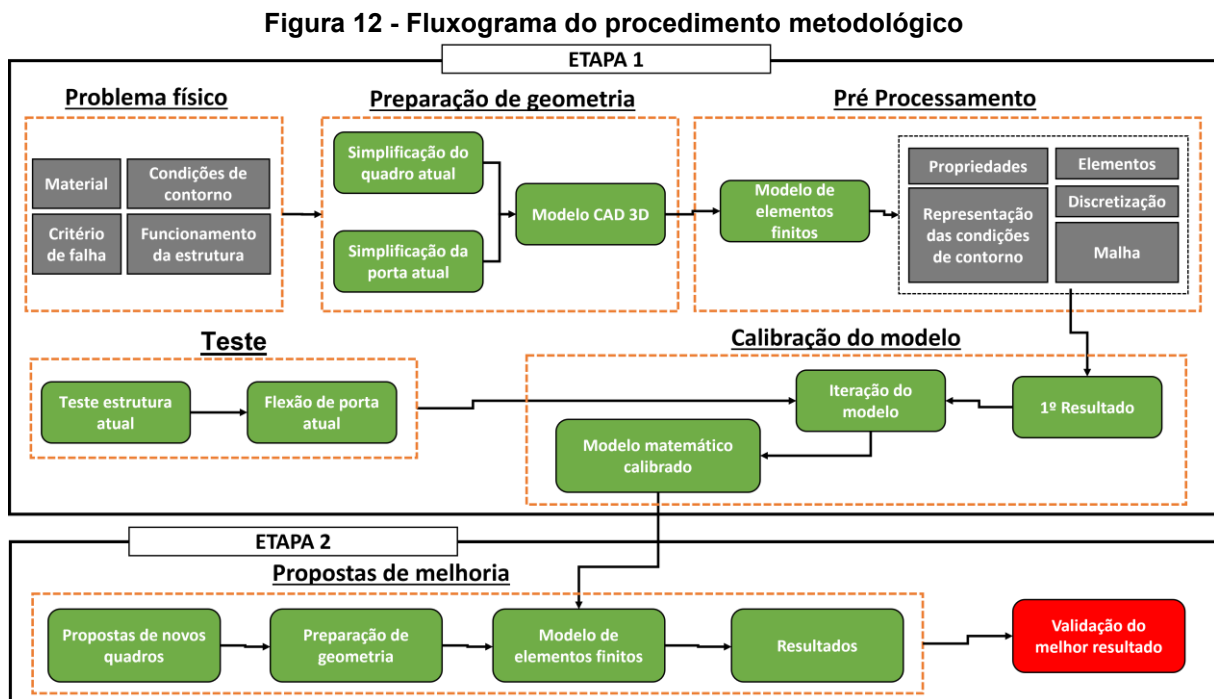 Figura 12 - Fluxograma do procedimento metodológico
ETAPA 1
Problema físico
Material
Condições de
contorno
Critério
de falha
Funcionamento
da estrutura
Preparação de geometria
Simplificação do
quadro atual
Simplificação da
porta atual
Modelo CAD 3D
Pré Processamento
Modelo de
elementos
finitos
Propriedades
Representação
das condições
de contorno
Elementos
Discretização
Malha
Teste
Teste estrutura
atual
Flexão de porta
atual
Calibração do modelo
Iteração do
modelo
1º Resultado
Modelo matemático
calibrado
ETAPA 2
Propostas de melhoria
Propostas de novos
quadros
Preparação de
geometria
Modelo de
elementos finitos
Resultados
Validação do
melhor resultado